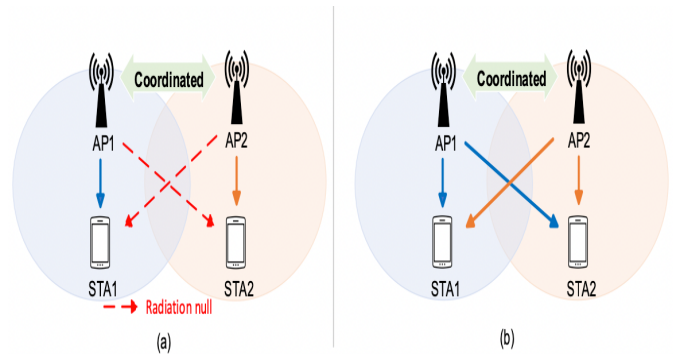 Coordinated
AP1
AP2
STA1
STA2
Radiation null
(a)
Coordinated
AP1
AP2
STA1
STA2
(b)